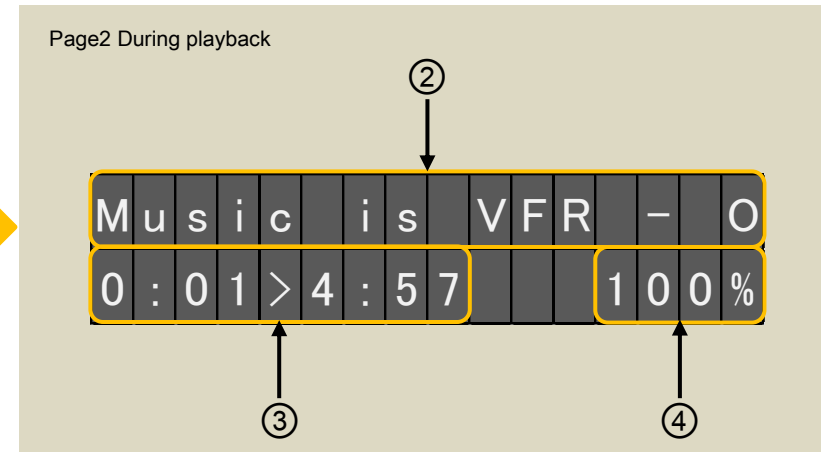 Page2 During playback
②
Music is VFR - O
0:01>4:57   100%
③ ④